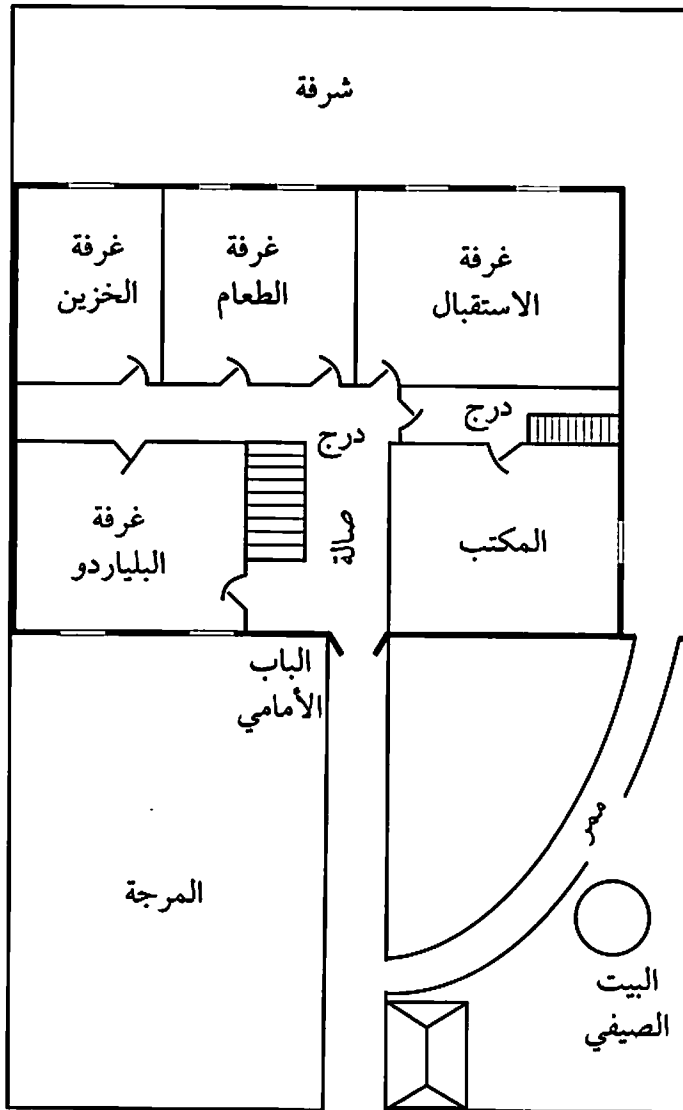 شرفة
غرفة
الاستقبال
غرفة
الطعام
غرفة
الخزين
درج
درج
صالة
المكتب
غرفة
البلياردو
الباب
الأمامي
ممر
المرجة
البيت
الصيفي